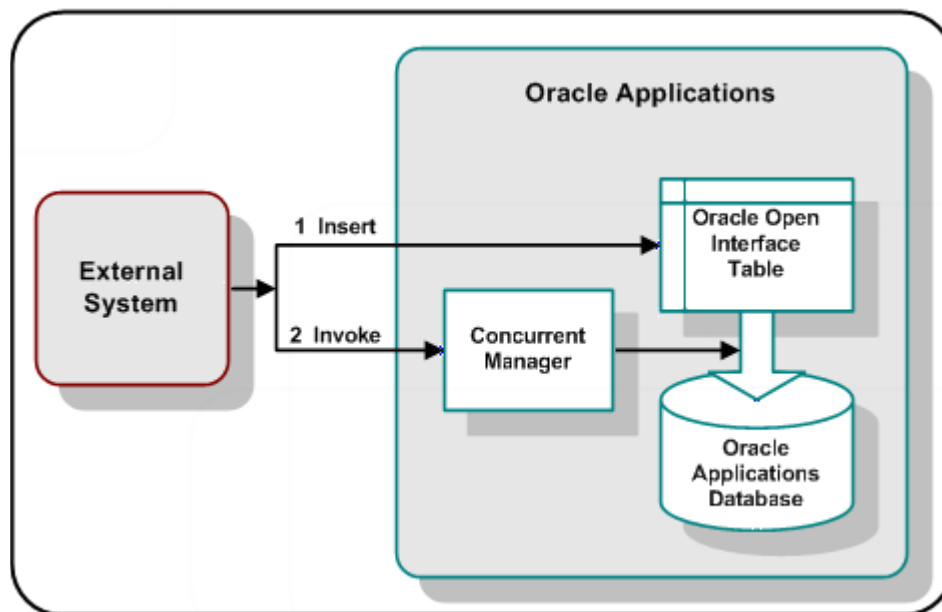 Oracle Applications
External
System
1 Insert
2 Invoke
Oracle Open
Interface
Table
Concurrent
Manager
Oracle
Applications
Database